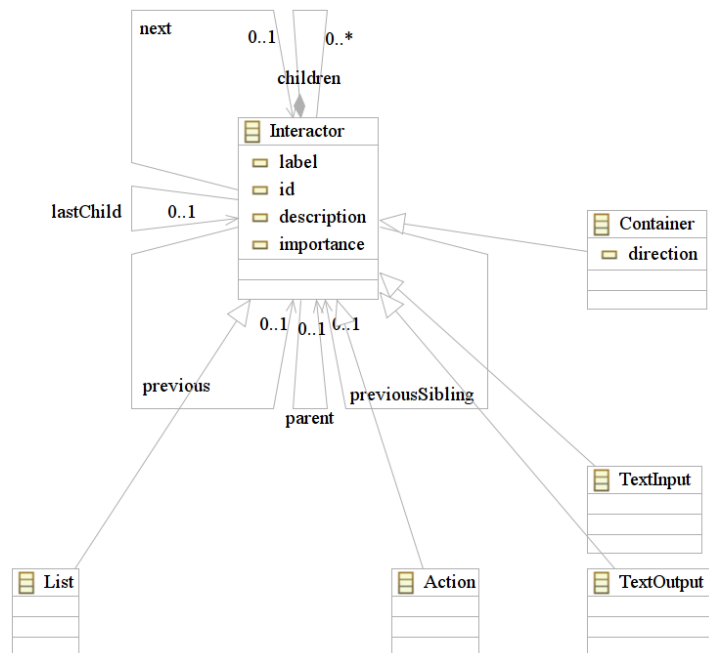 next
0..1
0..*
children
Interactor
label
id
description
importance
lastChild
0..1
Container
direction
0..1
0..1
0..1
previous
previousSibling
parent
TextInput
List
Action
TextOutput